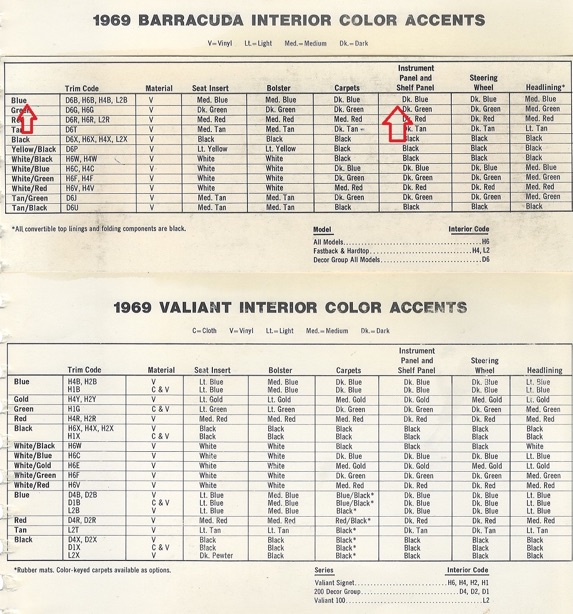 1969 BARRACUDA INTERIOR COLOR ACCENTS
V=Vinyl Lt.=Light Med.=Medium Dk.=Dark
Trim Code Material Seat Insert Bolster Carpets Instrument Panel and Shelf Panel Steering Wheel Headlining*
Blue D6B, H6B, H4B, L2B V Med. Blue Med. Blue Dk. Blue Dk. Blue Dk. Blue Med. Blue
Green D6G, H6G V Dk. Green Dk. Green Dk. Green Dk. Green Dk. Green Med. Green
D6R, H6R, L2R V Med. Red Med. Red Med. Red Dk. Red Dk. Red Med. Red
Tan D6T V Med. Tan Med. Tan Dk. Tan Dk. Tan Dk. Tan Lt. Tan
Black D6X, H6X, H4X, L2X V Black Black Black Black Black Black
Yellow/Black D6P V Lt. Yellow Lt. Yellow Black Black Black Black
White/Black H6W, H4W V White White Black Black Black Black
White/Blue H6C, H4C V White White Dk. Blue Dk. Blue Dk. Blue Med. Blue
White/Green H6F, H4F V White White Dk. Green Dk. Green Dk. Green Med. Green
White/Red H6V, H4V V White White Med. Red Dk. Red Dk. Red Med. Red
Tan/Green D6J V Med. Tan Med. Tan Dk. Green Dk. Green Dk. Green Med. Green
Tan/Black D6U V Med. Tan Med. Tan Black Black Black Black
*All convertible top linings and folding components are black.
Model Interior Code
All Models H6
Fastback & Hardtop H4, L2
Decor Group All Models D6
1969 VALIANT INTERIOR COLOR ACCENTS
C=Cloth V=Vinyl Lt.=Light Med.=Medium Dk.=Dark
Trim Code Material Seat Insert Bolster Carpets Instrument Panel and Shelf Panel Steering Wheel Headlining
Blue H4B, H2B V Lt. Blue Med. Blue Dk. Blue Dk. Blue Dk. Blue Lt. Blue
H1B C & V Lt. Blue Med. Blue Dk. Blue Dk. Blue Dk. Blue Lt. Blue
Gold H4Y, H2Y V Lt. Gold Lt. Gold Med. Gold Dk. Gold Med. Gold Lt. Gold
Green H1G C & V Lt. Green Med. Green Dk. Green Dk. Green Dk. Green Med. Green
Red H4R, H2R V Med. Red Med. Red Med. Red Dk. Red Dk. Red Med. Red
Black H6X, H4X, H2X V Black Black Black Black Black Black
H1X C & V Black Black Black Black Black Black
White/Black H6W V White White Black Black Black White
White/Blue H6C V White White Dk. Blue Dk. Blue Dk. Blue Lt. Blue
White/Gold H6E V White White Med. Gold Dk. Gold Med. Gold Lt. Gold
White/Green H6F V White White Dk. Green Dk. Green Dk. Green Med. Green
White/Red H6V V White White Med. Red Dk. Red Dk. Red Med. Red
Blue D4B, D2B V Lt. Blue Med. Blue Blue/Black* Dk. Blue Dk. Blue Lt. Blue
D1B C & V Lt. Blue Med. Blue Blue/Black* Dk. Blue Dk. Blue Lt. Blue
L2B V Lt. Blue Med. Blue Black* Dk. Blue Dk. Blue Lt. Blue
Red D4R, D2R V Med. Red Med. Red Red/Black* Dk. Red Dk. Red Med. Red
Tan L2T V Lt. Tan Lt. Tan Black* Dk. Tan Dk. Tan Lt. Tan
Black D4X, D2X V Black Black Black* Black Black Black
D1X C & V Black Black Black* Black Black Black
L2X V Dk. Pewter Black Black* Black Black Black
*Rubber mats. Color-keyed carpets available as options.
Series Interior Code
Valiant Signet H6, H4, H2, H1
200 Decor Group D4, D2, D1
Valiant 100 L2